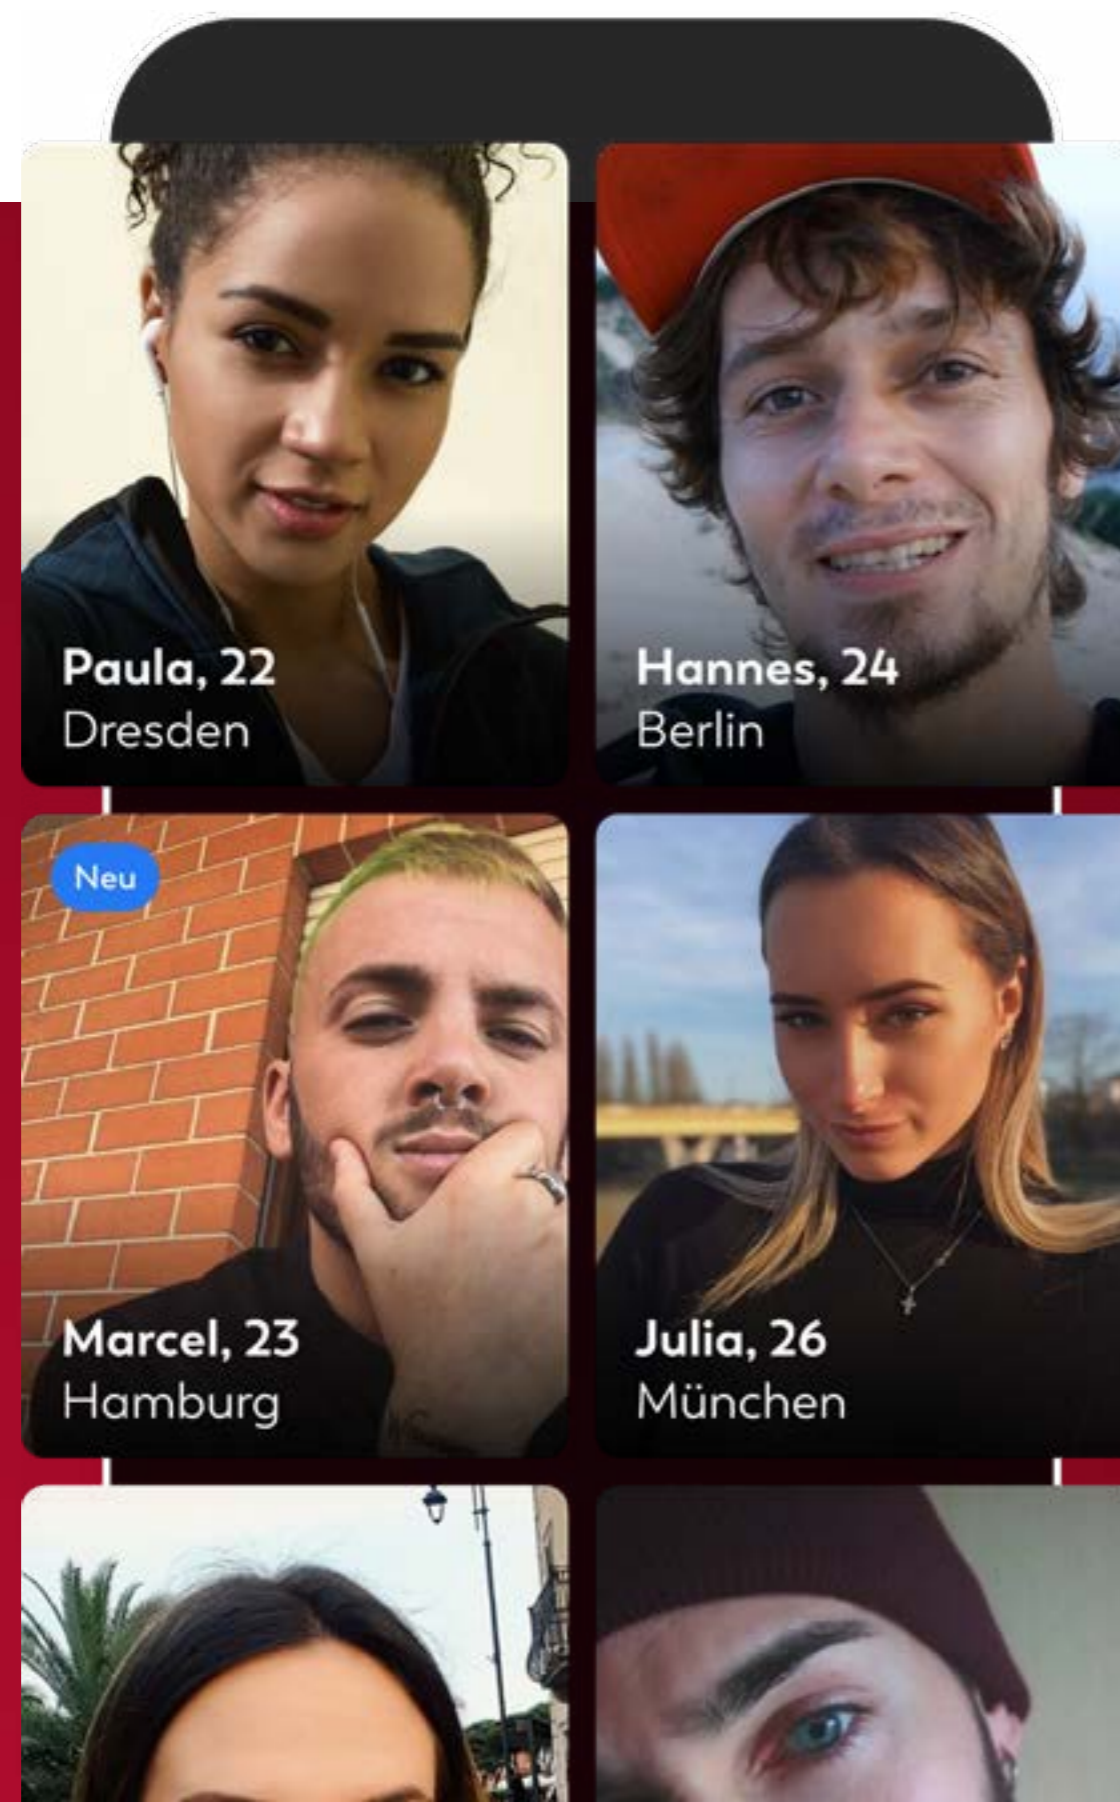 Paula, 22
Dresden
Hannes, 24
Berlin
Neu
Marcel, 23
Hamburg
Julia, 26
München